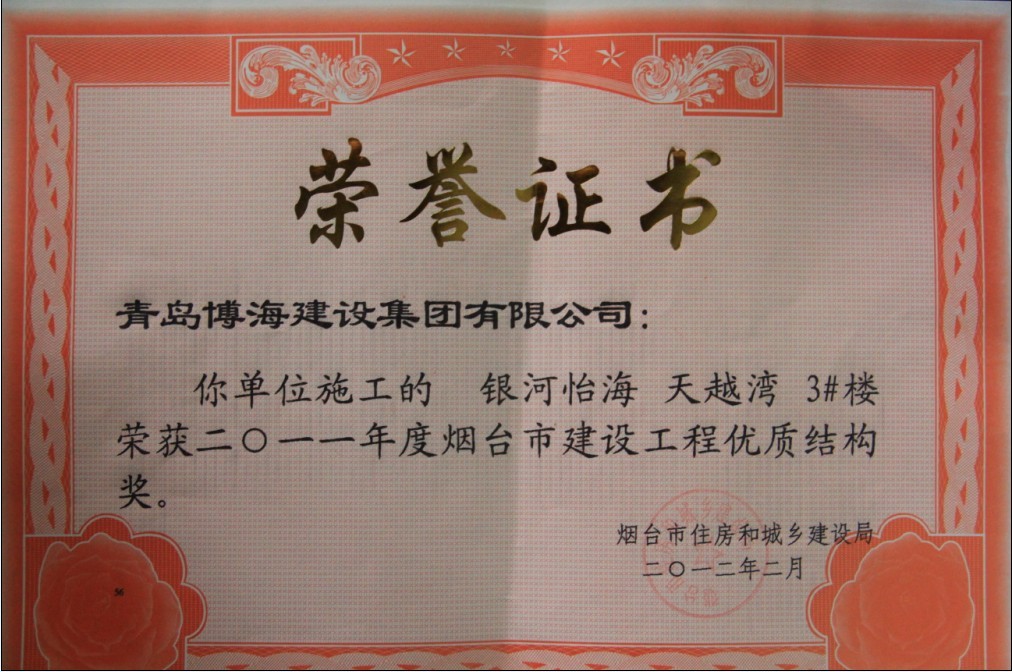 荣誉证书
青岛博海建设集团有限公司：
你单位施工的 银河怡海 天越湾 3#楼
荣获二〇一一年度烟台市建设工程优质结构
奖。
烟台市住房和城乡建设局
二〇一二年二月
56